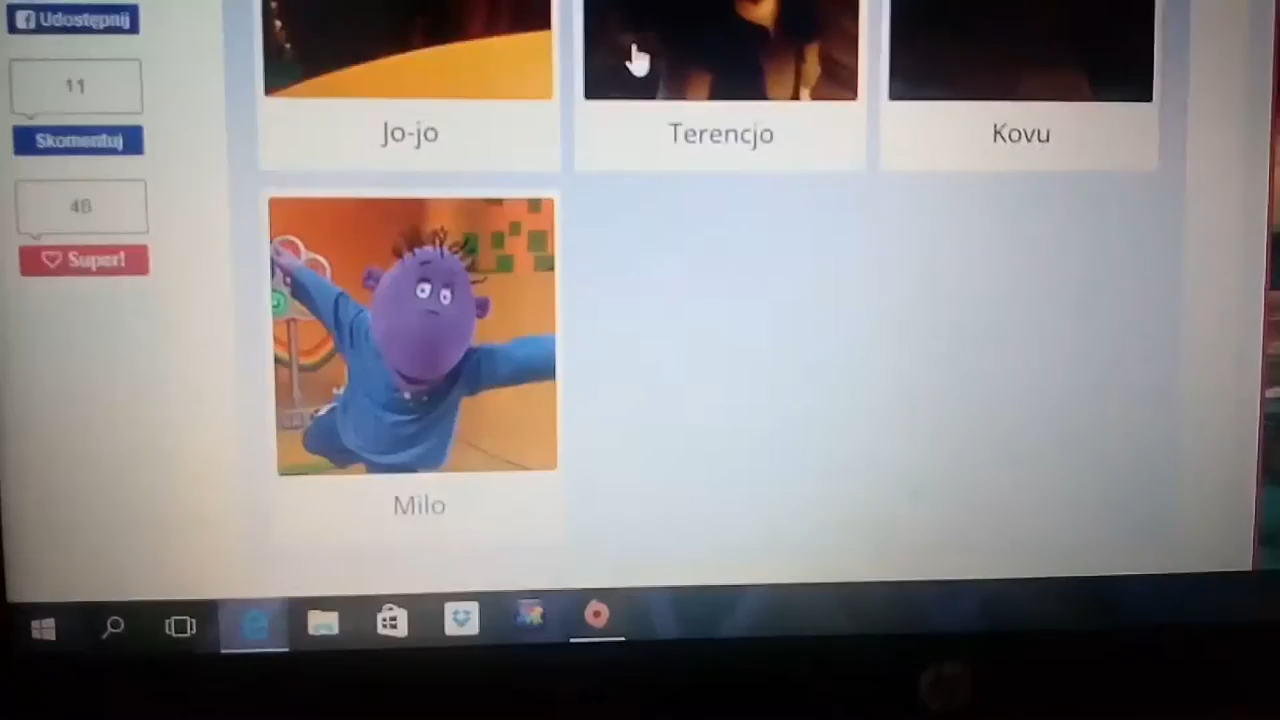 Udostępnij
11
Skomentuj
48
Super!
Jo-jo
Terencjo
Kovu
Milo